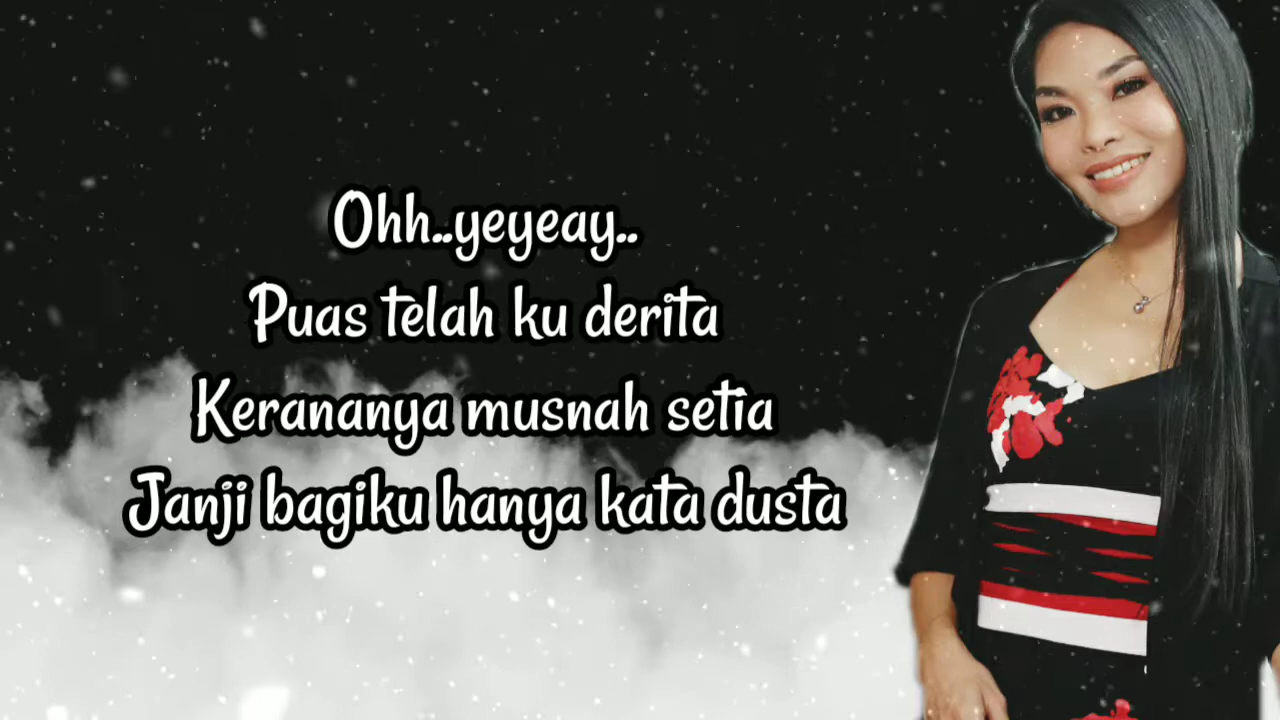 Ohh..yeyeay..
Puas telah ku derita
Kerananya musnah setia
Janji bagiku hanya kata dusta